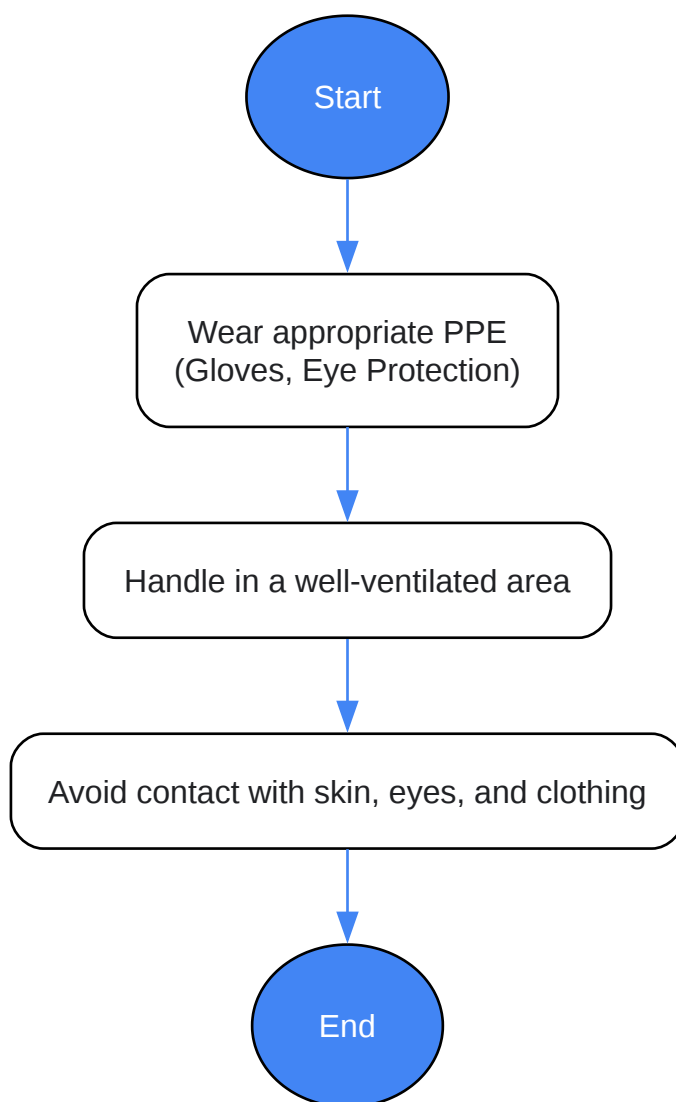 Start
Wear appropriate PPE
(Gloves, Eye Protection)
Handle in a well-ventilated area
Avoid contact with skin, eyes, and clothing
End